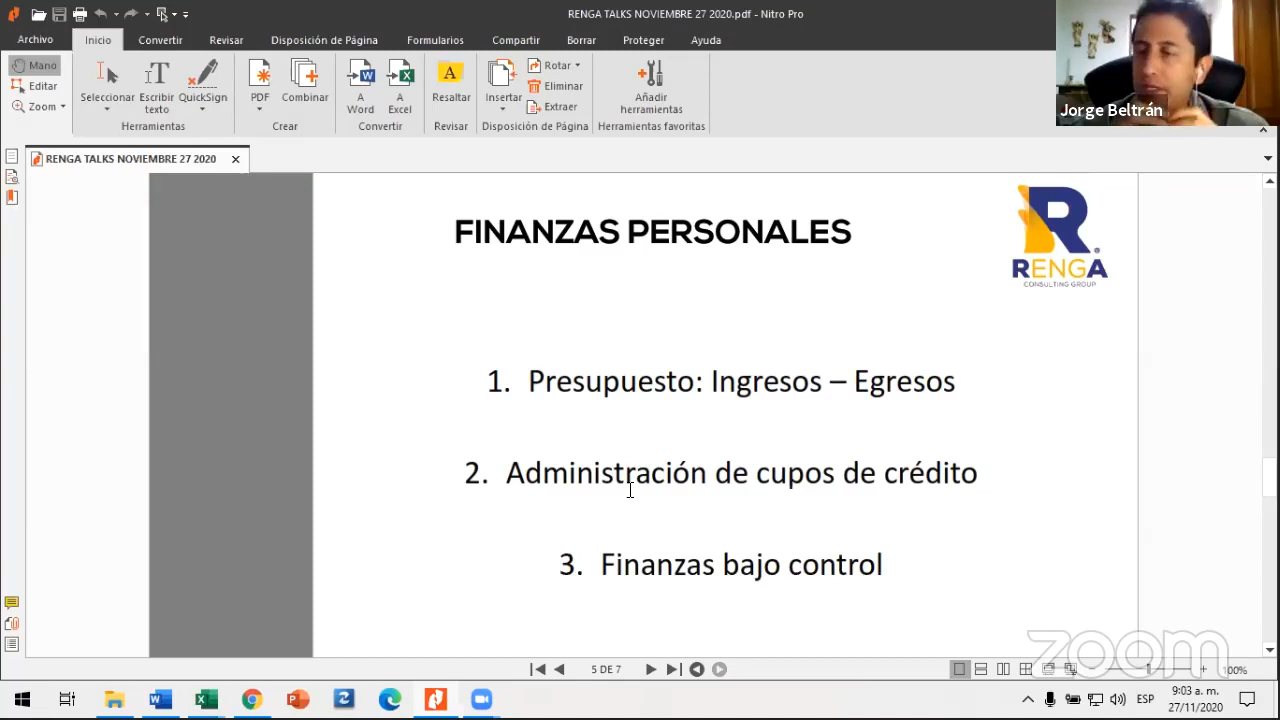 RENGA TALKS NOVIEMBRE 27 2020.pdf - Nitro Pro
Archivo Inicio Convertir Revisar Disposición de Página Formularios Compartir Borrar Proteger Ayuda
Mano
Editar
Zoom
Seleccionar
Escribir texto
QuickSign
Herramientas
PDF
Combinar
Crear
A Word
A Excel
Convertir
Resaltar
Revisar
Insertar
Rotar
Eliminar
Extraer
Disposición de Página
Añadir herramientas
Herramientas favoritas
Jorge Beltrán
RENGA TALKS NOVIEMBRE 27 2020
FINANZAS PERSONALES
R
RENGA
CONSULTING GROUP
1. Presupuesto: Ingresos – Egresos
2. Administración de cupos de crédito
3. Finanzas bajo control
zoom
5 DE 7
100%
ESP
9:03 a. m.
27/11/2020